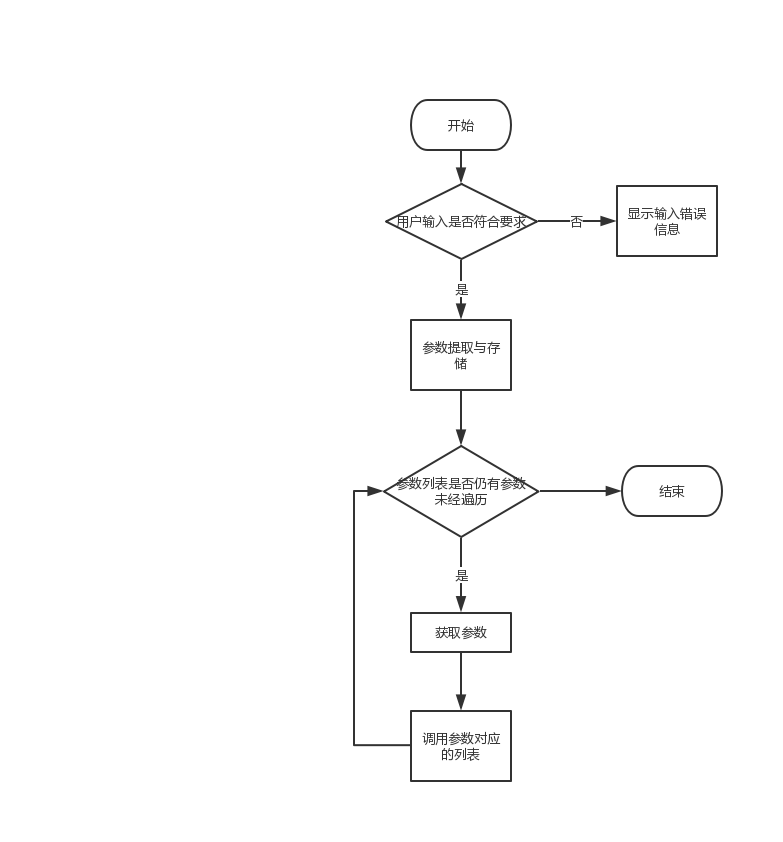 开始
用户输入是否符合要求
否
显示输入错误
信息
是
参数提取与存
储
参数列表是否仍有参数
未经遍历
结束
是
获取参数
调用参数对应
的列表